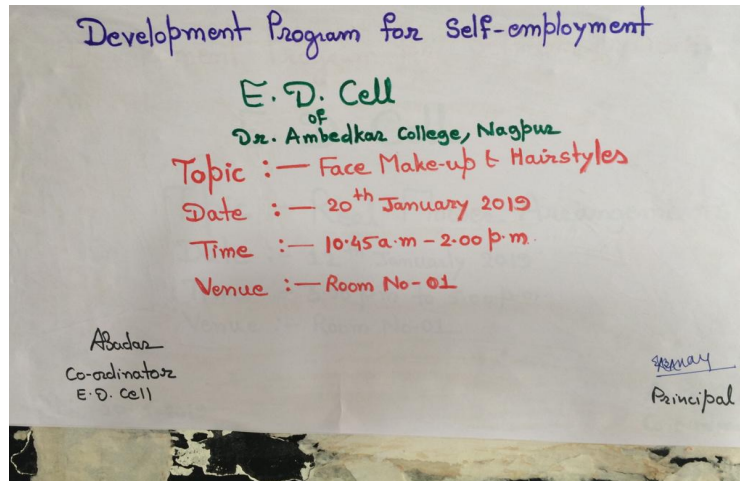 Development Program for Self-employment
E. D. Cell
of
Dr. Ambedkar College, Nagpur
Topic :— Face Make-up & Hairstyles
Date :— 20th January 2019
Time :— 10.45 a.m – 2.00 p.m.
Venue :— Room No-01
Co-ordinator
E.D. Cell
Principal